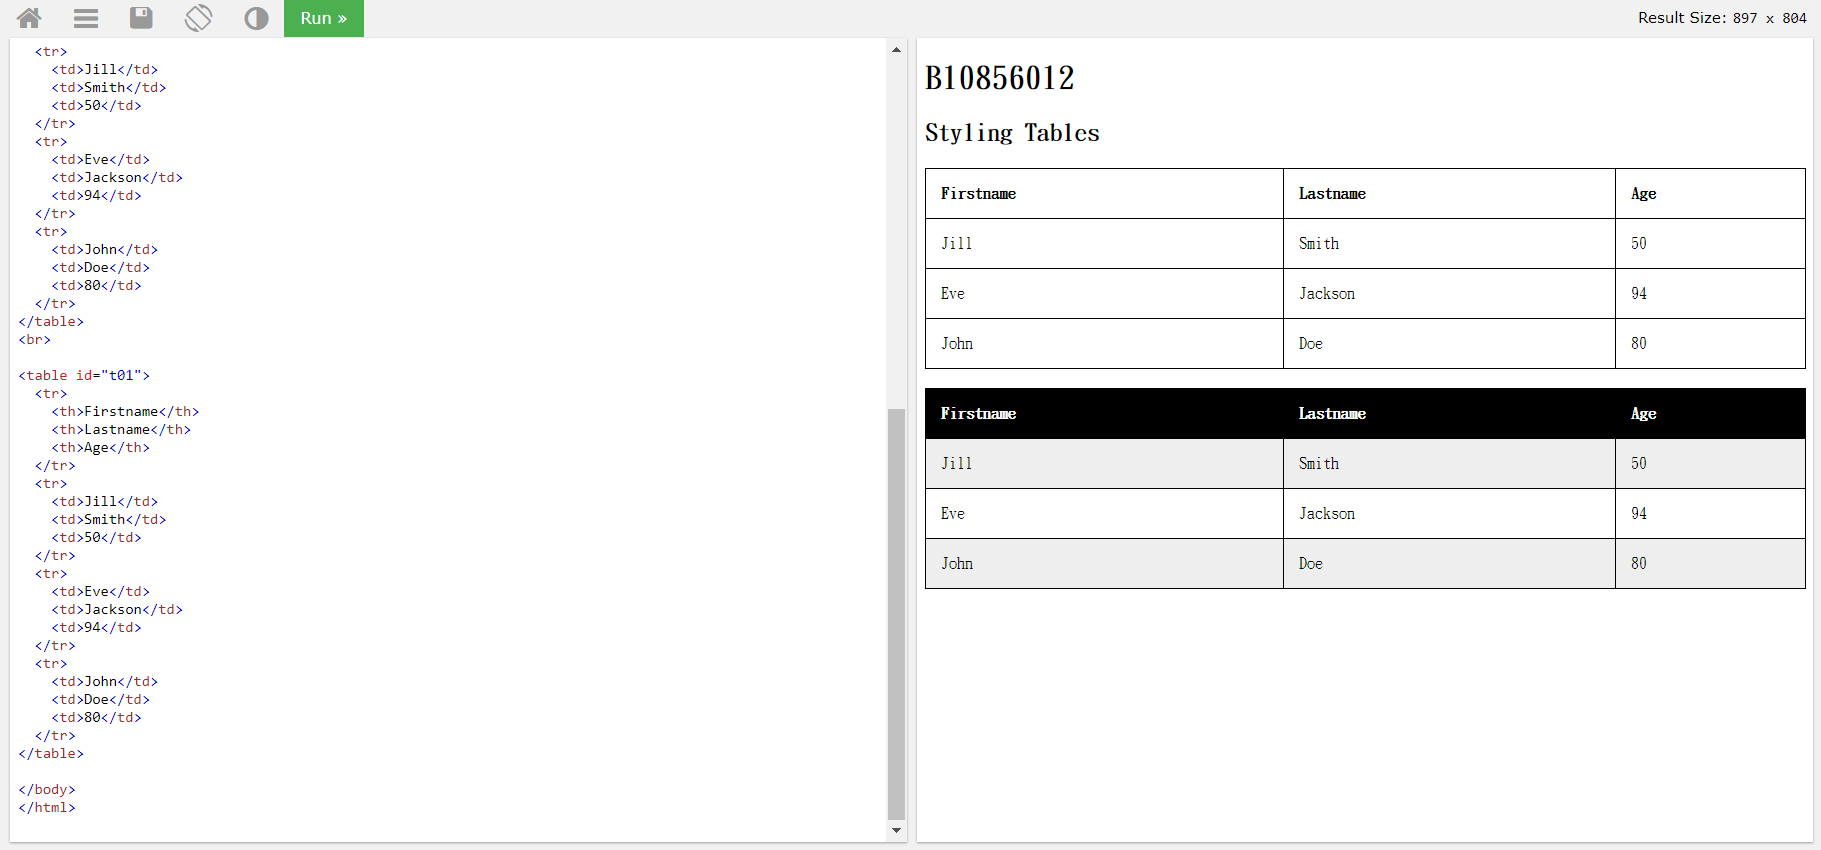 Run »
Result Size: 897 x 804
<tr>
<td>Jill</td>
<td>Smith</td>
<td>50</td>
</tr>
<tr>
<td>Eve</td>
<td>Jackson</td>
<td>94</td>
</tr>
<tr>
<td>John</td>
<td>Doe</td>
<td>80</td>
</tr>
</table>
<br>
<table id="t01">
<tr>
<th>Firstname</th>
<th>Lastname</th>
<th>Age</th>
</tr>
<tr>
<td>Jill</td>
<td>Smith</td>
<td>50</td>
</tr>
<tr>
<td>Eve</td>
<td>Jackson</td>
<td>94</td>
</tr>
<tr>
<td>John</td>
<td>Doe</td>
<td>80</td>
</tr>
</table>
</body>
</html>
B10856012
Styling Tables
Firstname Lastname Age
Jill Smith 50
Eve Jackson 94
John Doe 80
Firstname Lastname Age
Jill Smith 50
Eve Jackson 94
John Doe 80